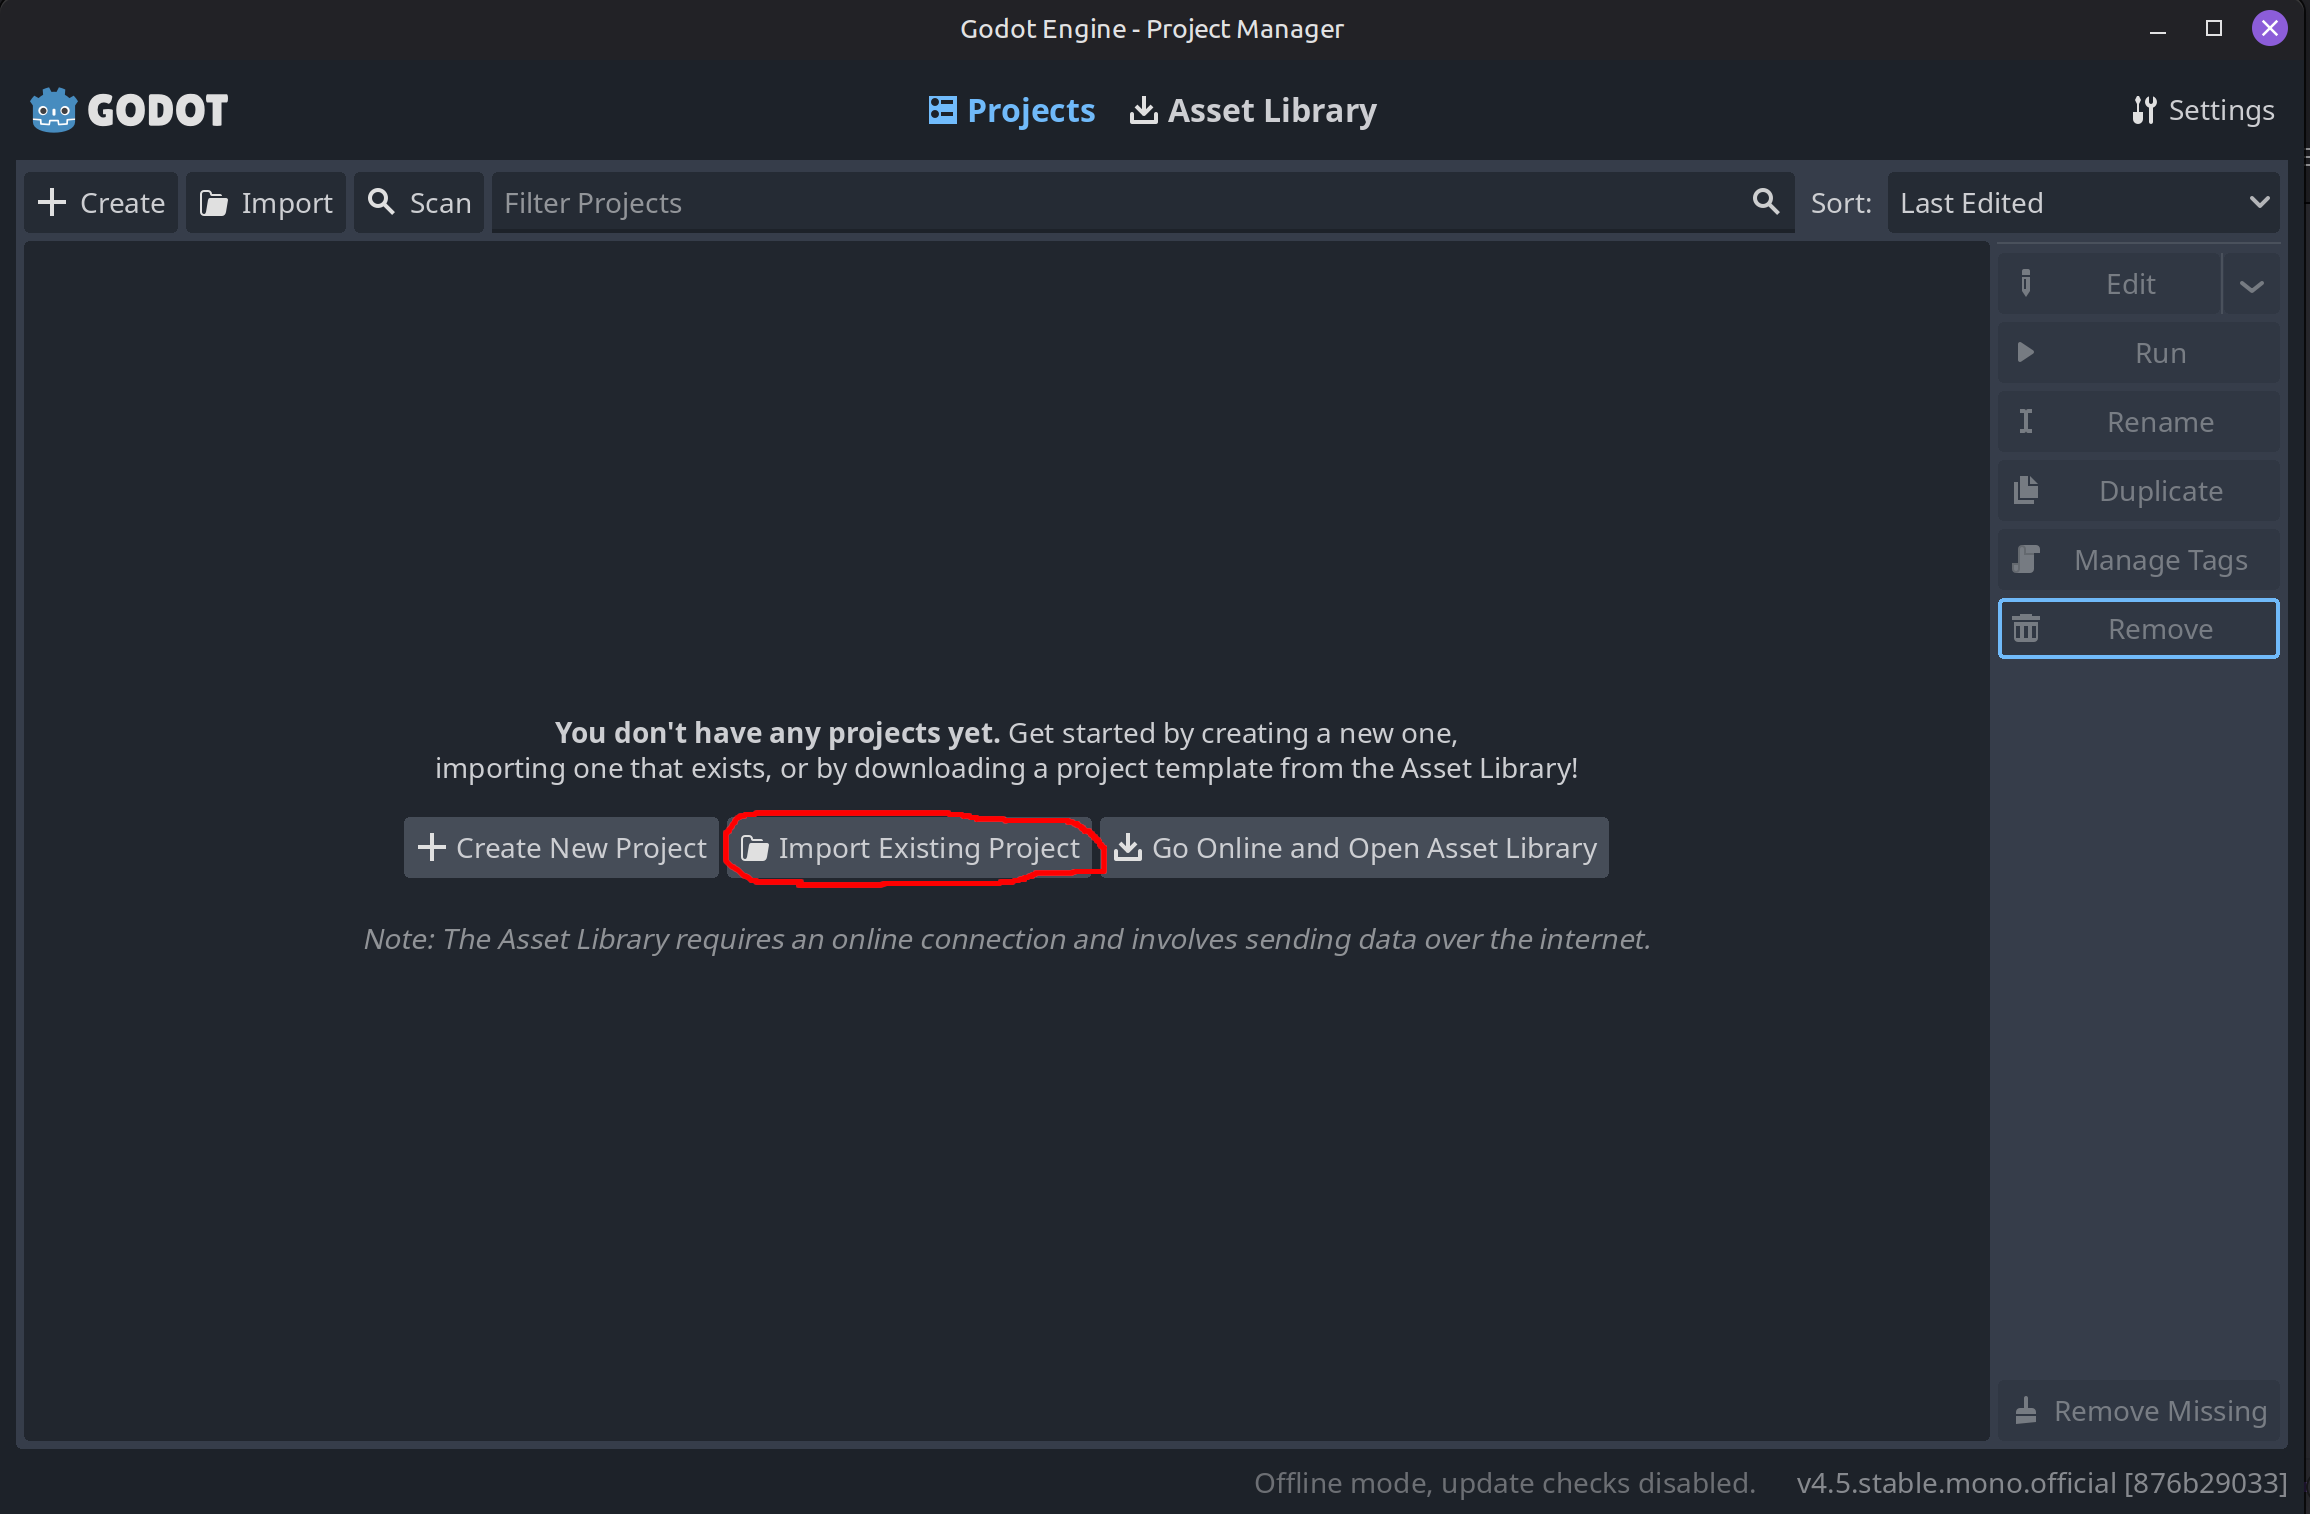 Godot Engine - Project Manager
GODOT
Projects
Asset Library
Settings
Create
Import
Scan
Filter Projects
Sort:
Last Edited
Edit
Run
Rename
Duplicate
Manage Tags
Remove
You don't have any projects yet. Get started by creating a new one,
importing one that exists, or by downloading a project template from the Asset Library!
Create New Project
Import Existing Project
Go Online and Open Asset Library
Note: The Asset Library requires an online connection and involves sending data over the internet.
Remove Missing
Offline mode, update checks disabled.
v4.5.stable.mono.official [876b29033]